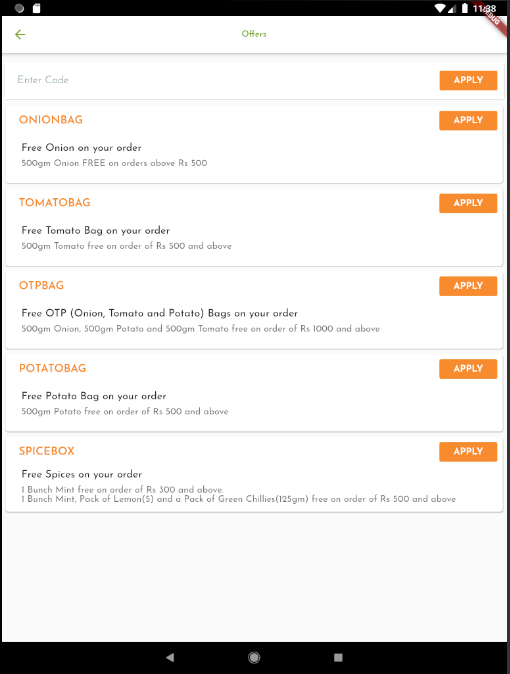 11:38
Offers
Enter Code
APPLY
ONIONBAG
APPLY
Free Onion on your order
500gm Onion FREE on orders above Rs 500
TOMATOBAG
APPLY
Free Tomato Bag on your order
500gm Tomato free on order of Rs 500 and above
OTPBAG
APPLY
Free OTP (Onion, Tomato and Potato) Bags on your order
500gm Onion, 500gm Potato and 500gm Tomato free on order of Rs 1000 and above
POTATOBAG
APPLY
Free Potato Bag on your order
500gm Potato free on order of Rs 500 and above
SPICEBOX
APPLY
Free Spices on your order
1 Bunch Mint free on order of Rs 300 and above.
1 Bunch Mint, Pack of Lemon(5) and a Pack of Green Chillies(125gm) free on order of Rs 500 and above